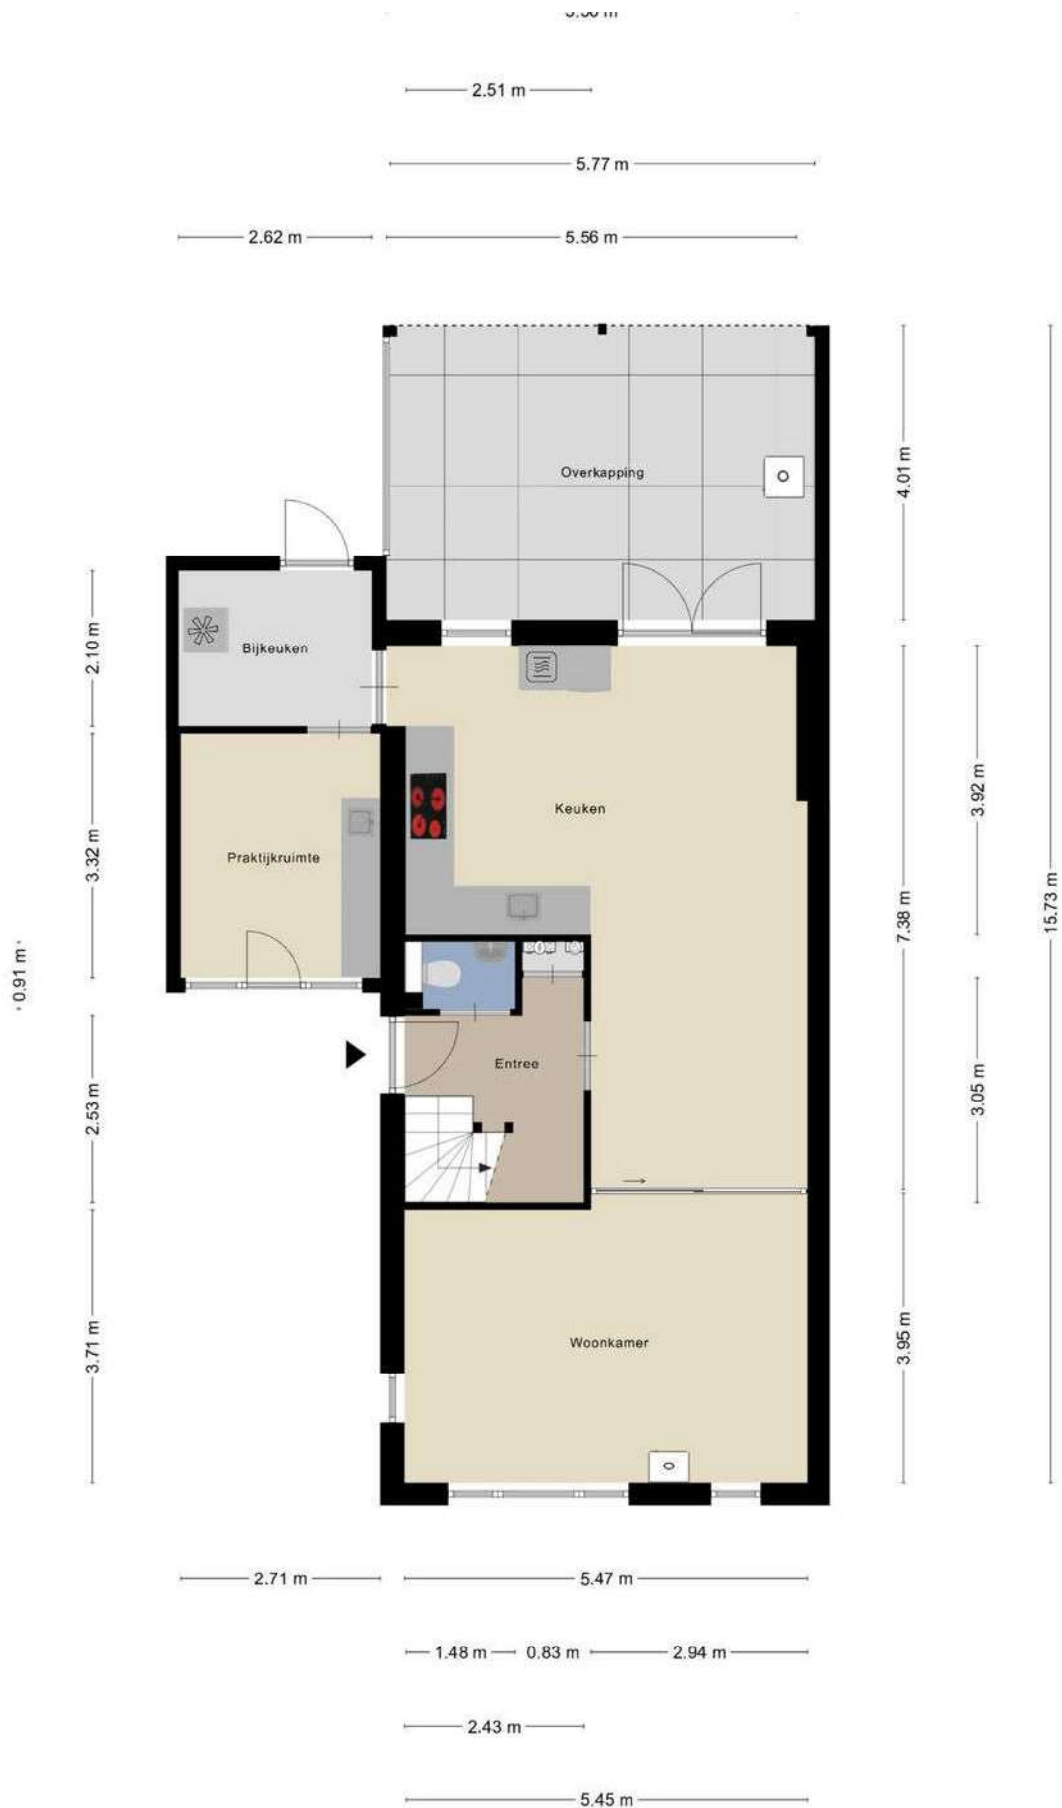 2.51 m
5.77 m
2.62 m
5.56 m
4.01 m
Overkapping
2.10 m
Bijkeuken
3.92 m
Keuken
3.32 m
Praktijkruimte
7.38 m
15.73 m
0.91 m
Entree
2.53 m
3.05 m
3.71 m
Woonkamer
3.95 m
2.71 m
5.47 m
1.48 m
0.83 m
2.94 m
2.43 m
5.45 m